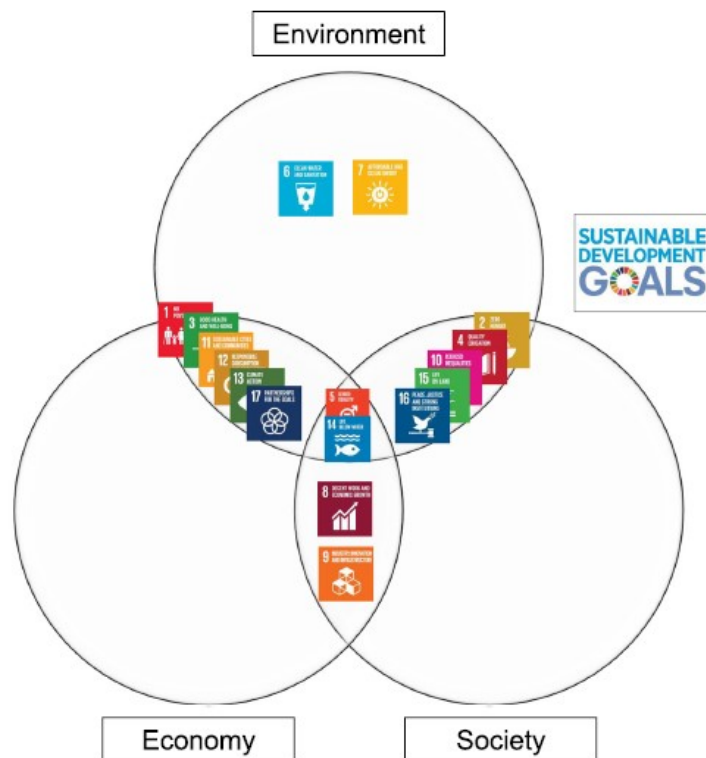 Environment
6 CLEAN WATER
AND SANITATION
7 AFFORDABLE AND
CLEAN ENERGY
SUSTAINABLE
DEVELOPMENT
GOALS
1 NO
3 GOOD HEALTH
AND WELL-BEING
11 SUSTAINABLE CITIES
AND COMMUNITIES
12 RESPONSIBLE
CONSUMPTION
13 CLIMATE
ACTION
17 PARTNERSHIPS
FOR THE GOALS
2 ZERO
HUNGER
4 QUALITY
EDUCATION
10 REDUCED
INEQUALITIES
15 LIFE
ON LAND
16 PEACE, JUSTICE
AND STRONG
INSTITUTIONS
5 GENDER
EQUALITY
14 LIFE
BELOW WATER
8 DECENT WORK AND
ECONOMIC GROWTH
9 INDUSTRY, INNOVATION
AND INFRASTRUCTURE
Economy
Society